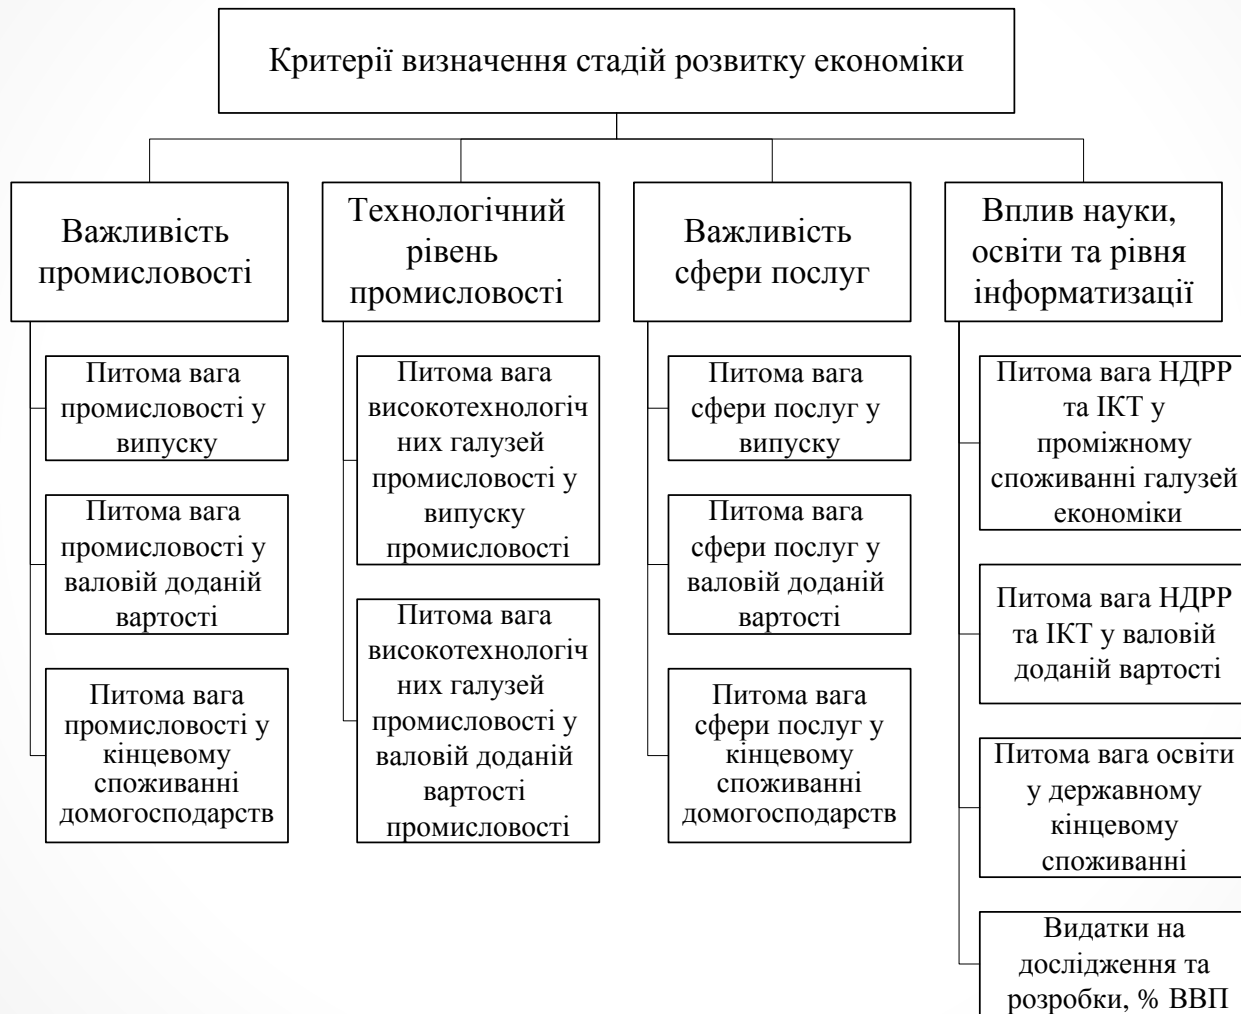 Критерії визначення стадій розвитку економіки
Важливість
промисловості
Питома вага
промисловості у
випуску
Питома вага
промисловості у
валовій доданій
вартості
Питома вага
промисловості у
кінцевому
споживанні
домогосподарств
Технологічний
рівень
промисловості
Питома вага
високотехнологіч
них галузей
промисловості у
випуску
промисловості
Питома вага
високотехнологіч
них галузей
промисловості у
валовій доданій
вартості
промисловості
Важливість
сфери послуг
Питома вага
сфери послуг у
випуску
Питома вага
сфери послуг у
валовій доданій
вартості
Питома вага
сфери послуг у
кінцевому
споживанні
домогосподарств
Вплив науки,
освіти та рівня
інформатизації
Питома вага НДРР
та ІКТ у
проміжному
споживанні галузей
економіки
Питома вага НДРР
та ІКТ у валовій
доданій вартості
Питома вага освіти
у державному
кінцевому
споживанні
Видатки на
дослідження та
розробки, % ВВП